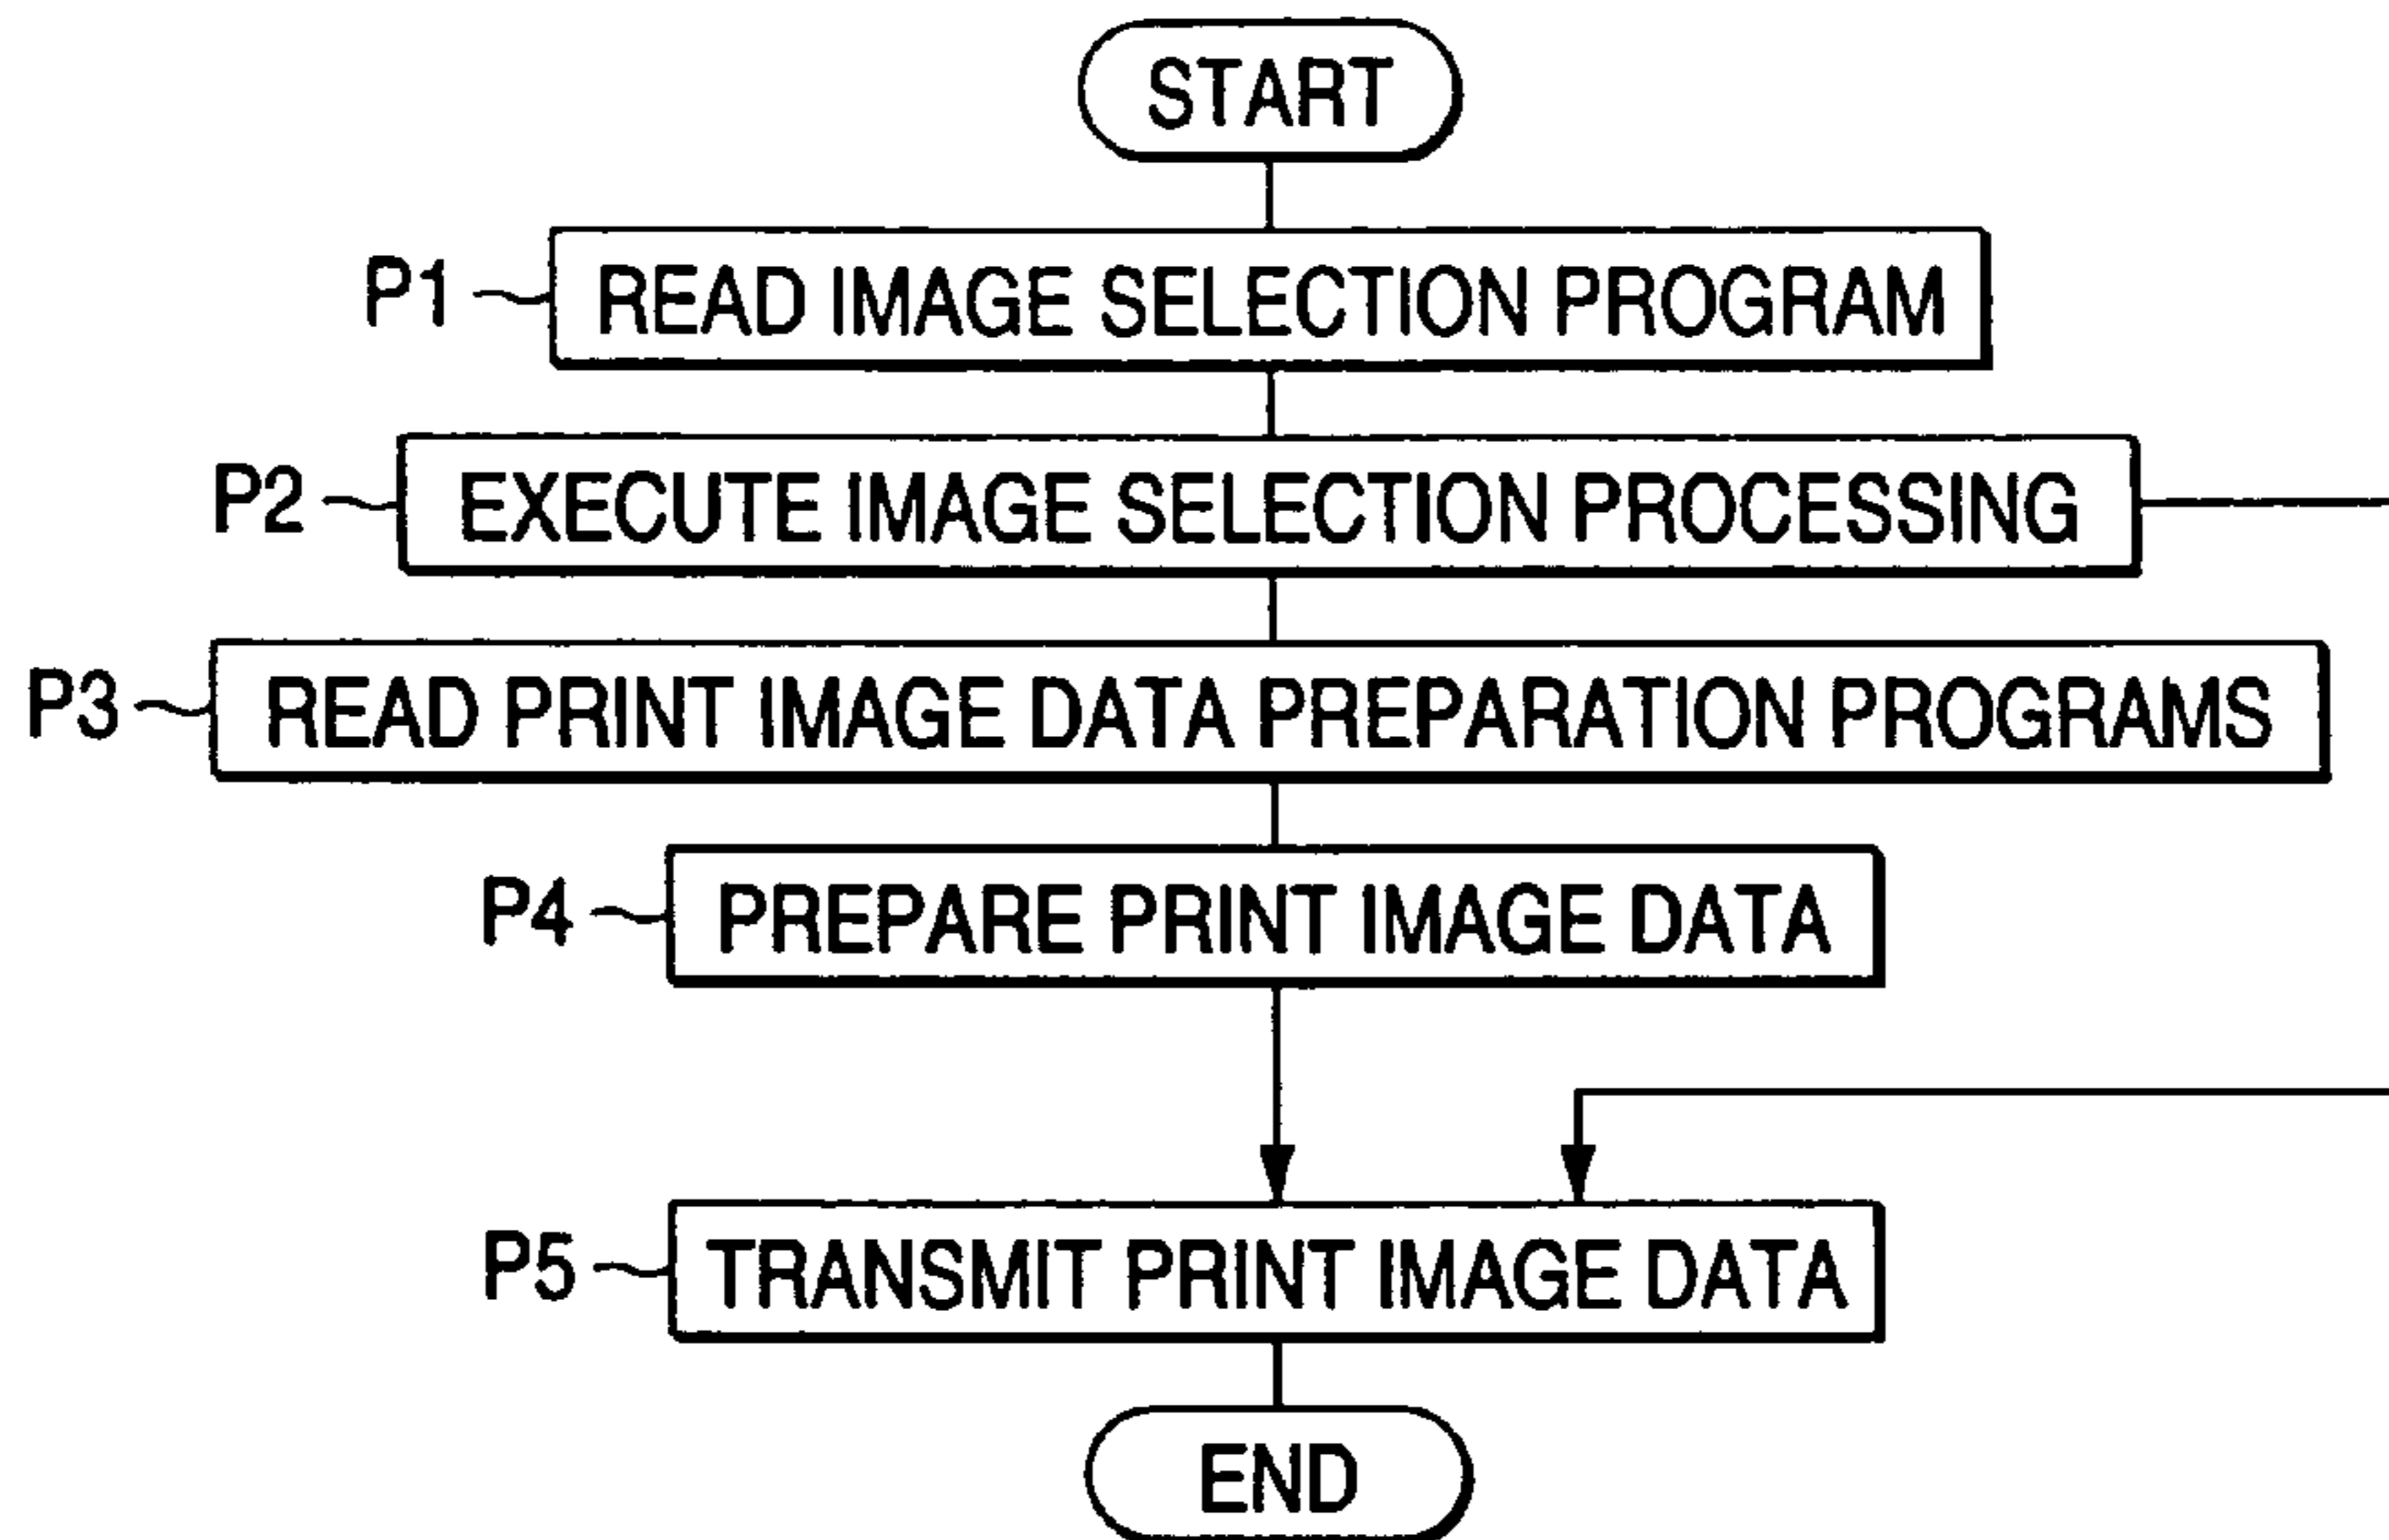 START
P1 READ IMAGE SELECTION PROGRAM
P2 EXECUTE IMAGE SELECTION PROCESSING
P3 READ PRINT IMAGE DATA PREPARATION PROGRAMS
P4 PREPARE PRINT IMAGE DATA
P5 TRANSMIT PRINT IMAGE DATA
END